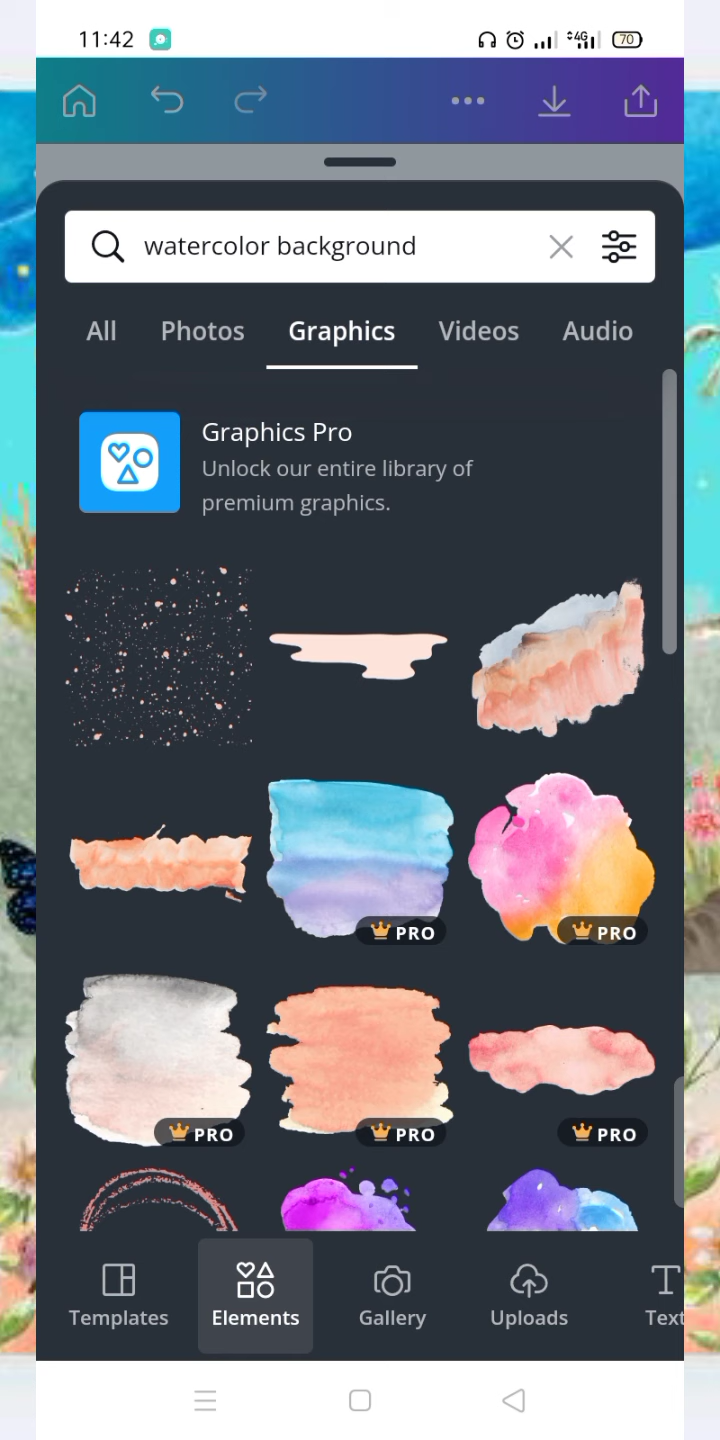 11:42
4G
70
watercolor background
All Photos Graphics Videos Audio
Graphics Pro
Unlock our entire library of
premium graphics.
PRO PRO
PRO PRO PRO
Templates Elements Gallery Uploads Text